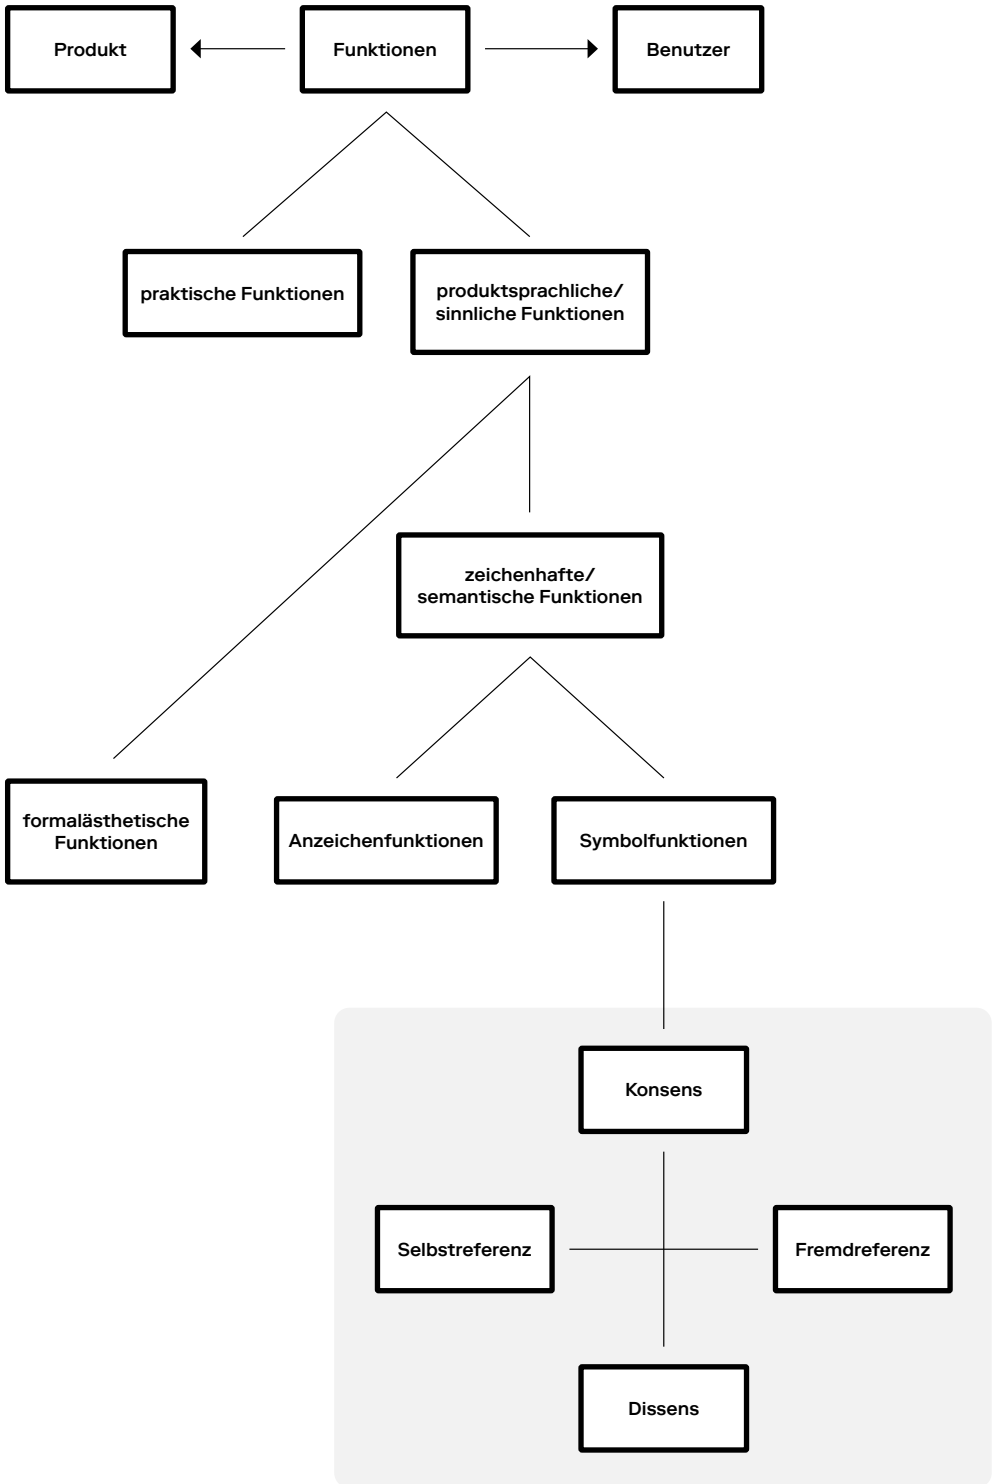 Produkt
Funktionen
Benutzer
praktische Funktionen
produktsprachliche/
sinnliche Funktionen
zeichenhafte/
semantische Funktionen
formalästhetische
Funktionen
Anzeichenfunktionen
Symbolfunktionen
Konsens
Selbstreferenz
Fremdreferenz
Dissens